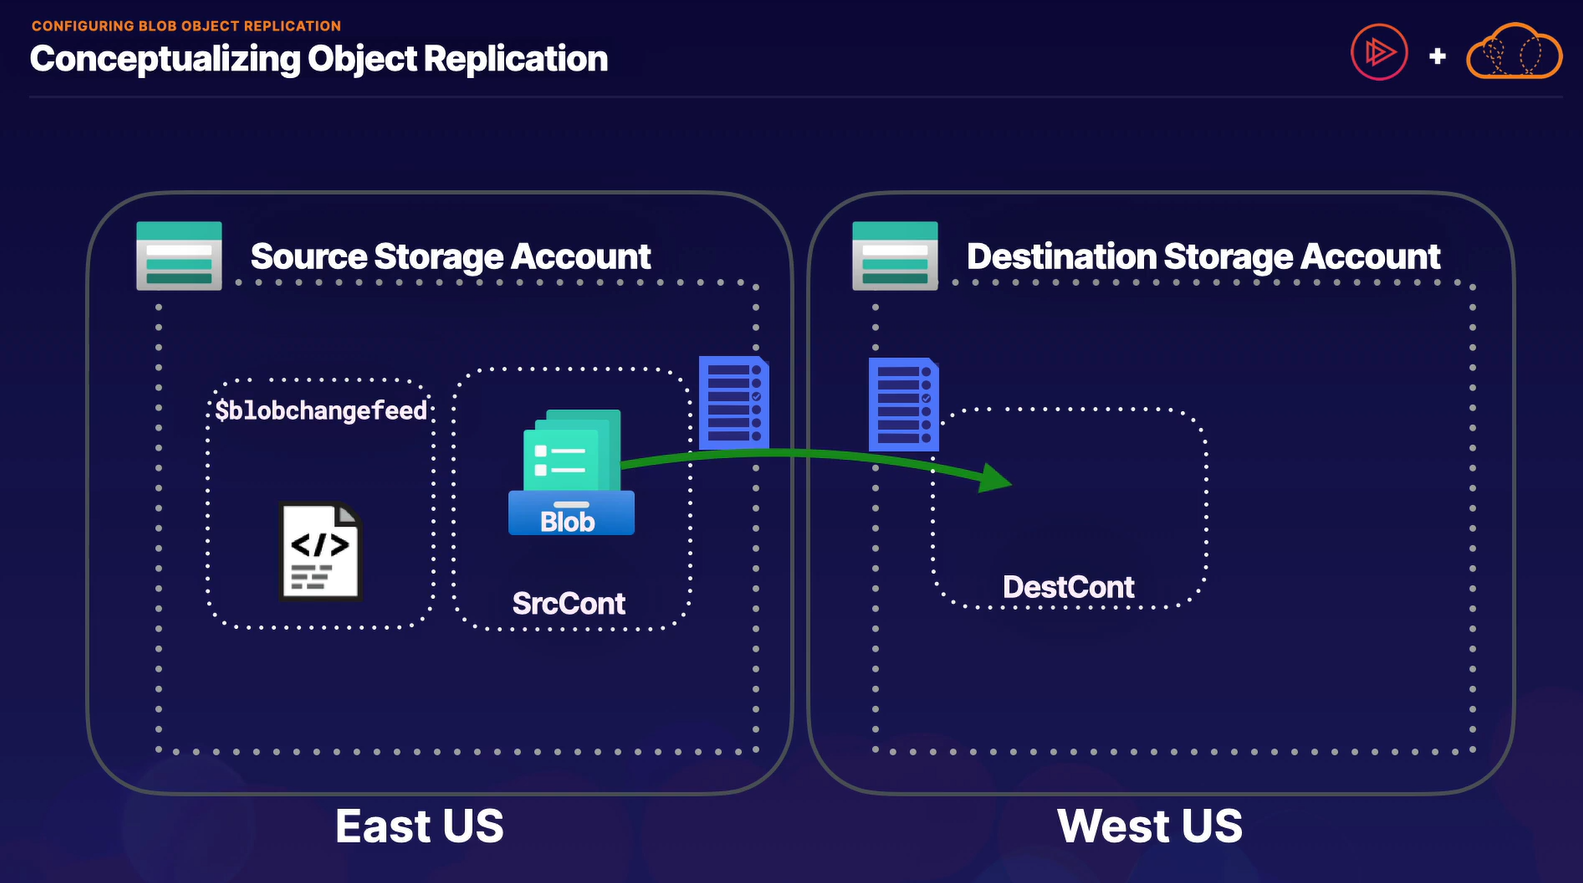 CONFIGURING BLOB OBJECT REPLICATION
Conceptualizing Object Replication
+
Source Storage Account
Destination Storage Account
$blobchangefeed
</>
Blob
SrcCont
DestCont
East US
West US